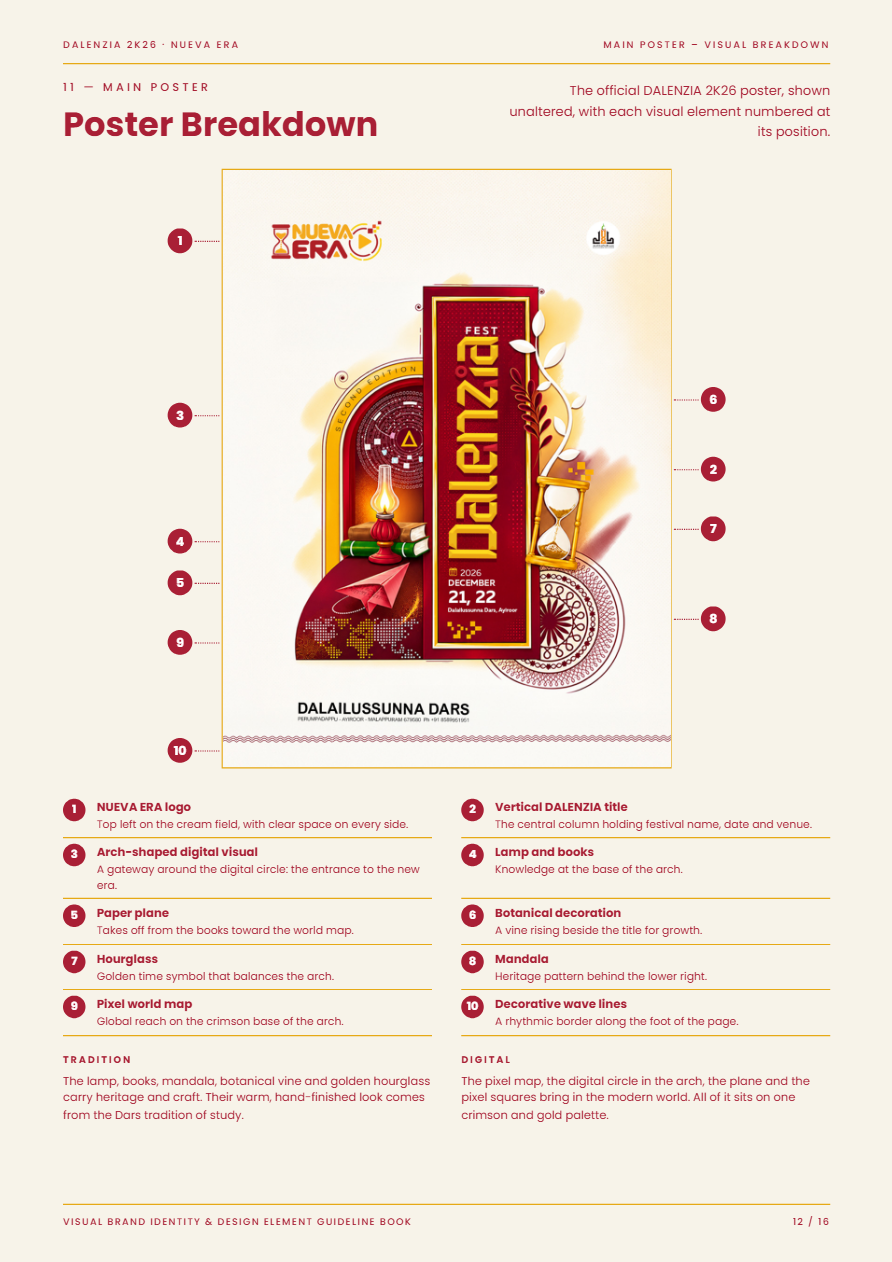 DALENZIA 2K26 · NUEVA ERA
MAIN POSTER – VISUAL BREAKDOWN
11 — MAIN POSTER
Poster Breakdown
The official DALENZIA 2K26 poster, shown
unaltered, with each visual element numbered at
its position.
1
3
4
5
9
10
6
2
7
8
NUEVA
ERA
SECOND EDITION
FEST
Dalenzia
2026
DECEMBER
21, 22
Dalailussunna Dars, Ayiroor
DALAILUSSUNNA DARS
PERUMPADAPPU - AYIROOR - MALAPPURAM
1 NUEVA ERA logo
Top left on the cream field, with clear space on every side.
2 Vertical DALENZIA title
The central column holding festival name, date and venue.
3 Arch-shaped digital visual
A gateway around the digital circle: the entrance to the new
era.
4 Lamp and books
Knowledge at the base of the arch.
5 Paper plane
Takes off from the books toward the world map.
6 Botanical decoration
A vine rising beside the title for growth.
7 Hourglass
Golden time symbol that balances the arch.
8 Mandala
Heritage pattern behind the lower right.
9 Pixel world map
Global reach on the crimson base of the arch.
10 Decorative wave lines
A rhythmic border along the foot of the page.
TRADITION
The lamp, books, mandala, botanical vine and golden hourglass
carry heritage and craft. Their warm, hand-finished look comes
from the Dars tradition of study.
DIGITAL
The pixel map, the digital circle in the arch, the plane and the
pixel squares bring in the modern world. All of it sits on one
crimson and gold palette.
VISUAL BRAND IDENTITY & DESIGN ELEMENT GUIDELINE BOOK
12 / 16